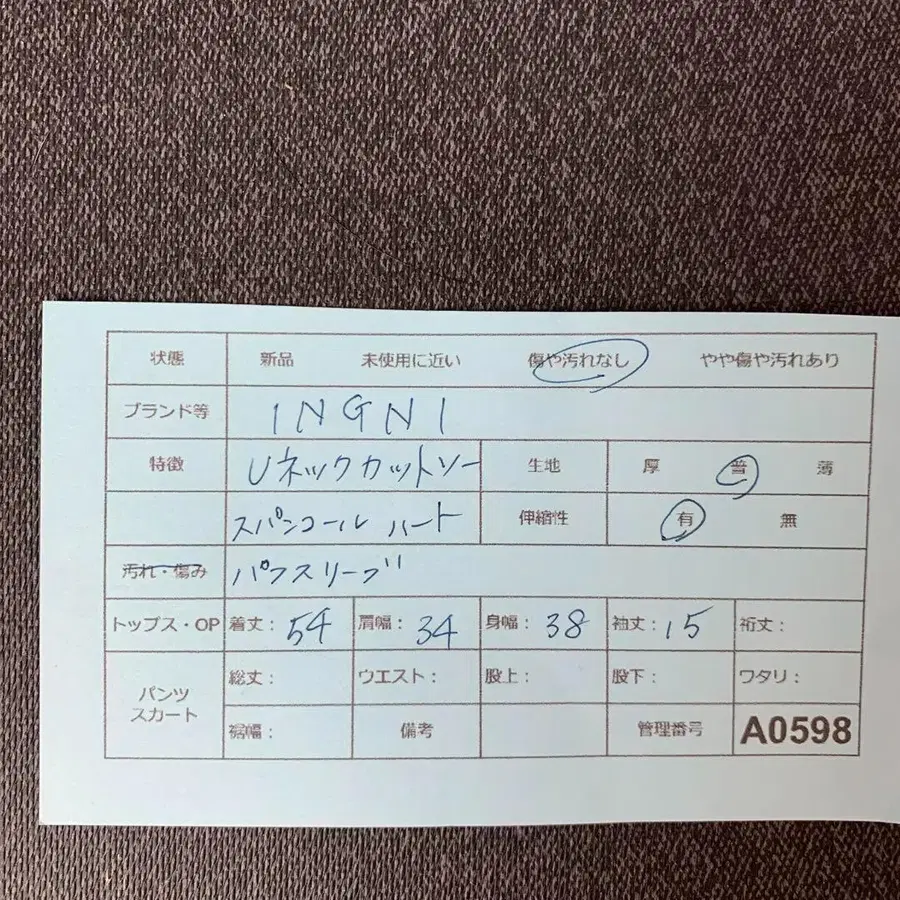 状態 新品 未使用に近い 傷や汚れなし やや傷や汚れあり
ブランド等 INGNI
特徴 Uネックカットソー 生地 厚 普 薄
スパンコール ハート 伸縮性 有 無
汚れ・傷み パフスリーブ
トップス・OP 着丈: 54 肩幅: 34 身幅: 38 袖丈: 15 裄丈:
パンツ スカート 総丈: ウエスト: 股上: 股下: ワタリ:
裾幅: 備考 管理番号 A0598